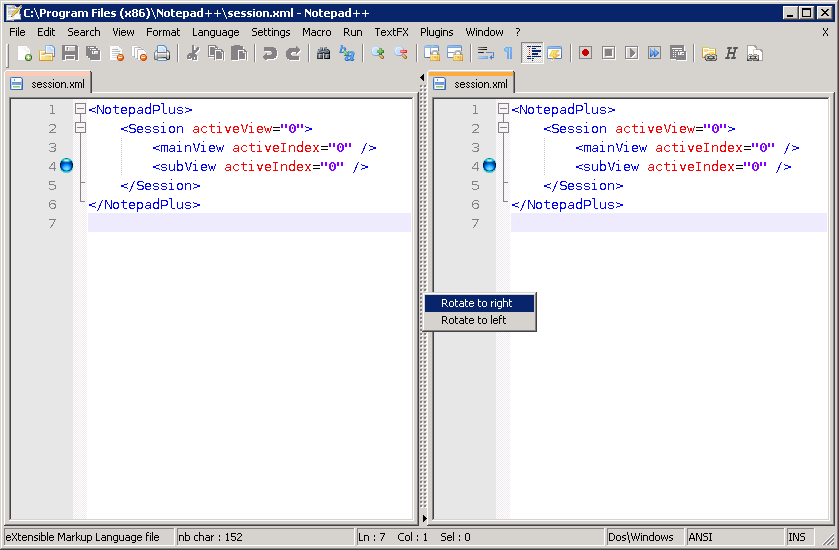 C:\Program Files (x86)\Notepad++\session.xml - Notepad++
File Edit Search View Format Language Settings Macro Run TextFX Plugins Window ? X
session.xml
1 <NotepadPlus>
2 <Session activeView="0">
3 <mainView activeIndex="0" />
4 <subView activeIndex="0" />
5 </Session>
6 </NotepadPlus>
7
session.xml
1 <NotepadPlus>
2 <Session activeView="0">
3 <mainView activeIndex="0" />
4 <subView activeIndex="0" />
5 </Session>
6 </NotepadPlus>
7
Rotate to right
Rotate to left
eXtensible Markup Language file nb char : 152 Ln : 7 Col : 1 Sel : 0 Dos\Windows ANSI INS